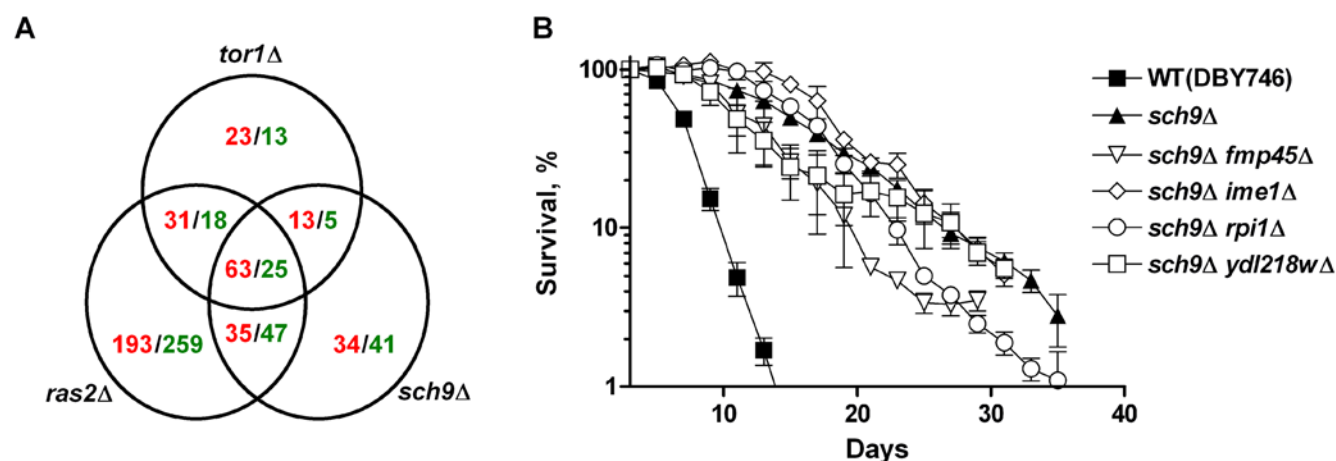 A
tor1Δ
23/13
31/18
13/5
63/25
193/259
35/47
34/41
ras2Δ
sch9Δ
B
Survival, %
100
10
1
10
20
30
40
Days
WT(DBY746)
sch9Δ
sch9Δ fmp45Δ
sch9Δ ime1Δ
sch9Δ rpi1Δ
sch9Δ ydl218wΔ